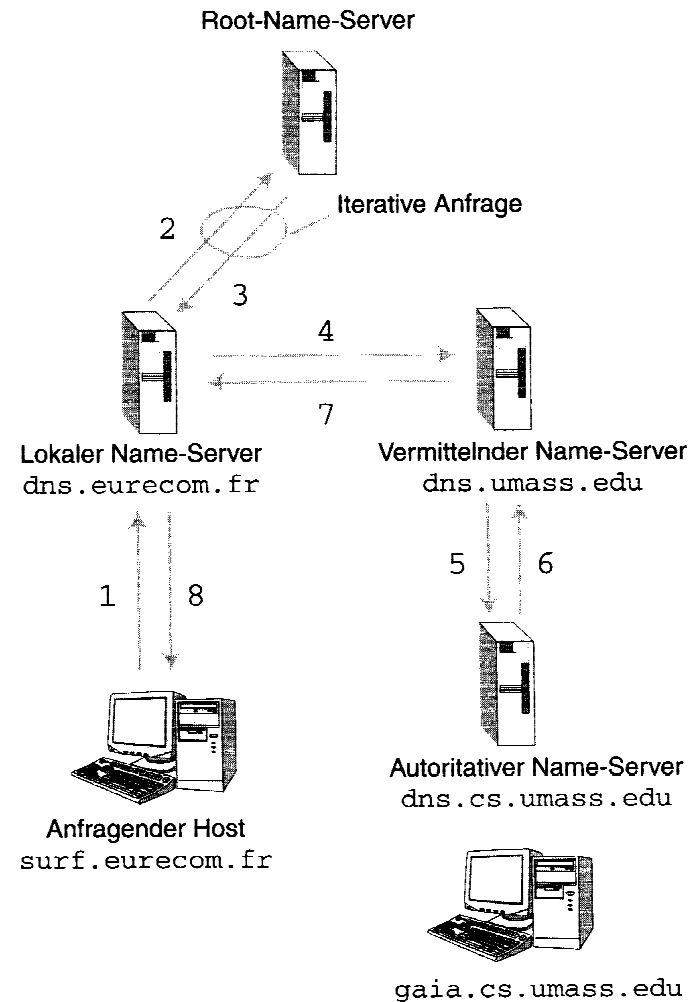 Root-Name-Server
Iterative Anfrage
2
3
4
7
Lokaler Name-Server
dns.eurecom.fr
Vermittelnder Name-Server
dns.umass.edu
1
8
5
6
Autoritativer Name-Server
dns.cs.umass.edu
Anfragender Host
surf.eurecom.fr
gaia.cs.umass.edu